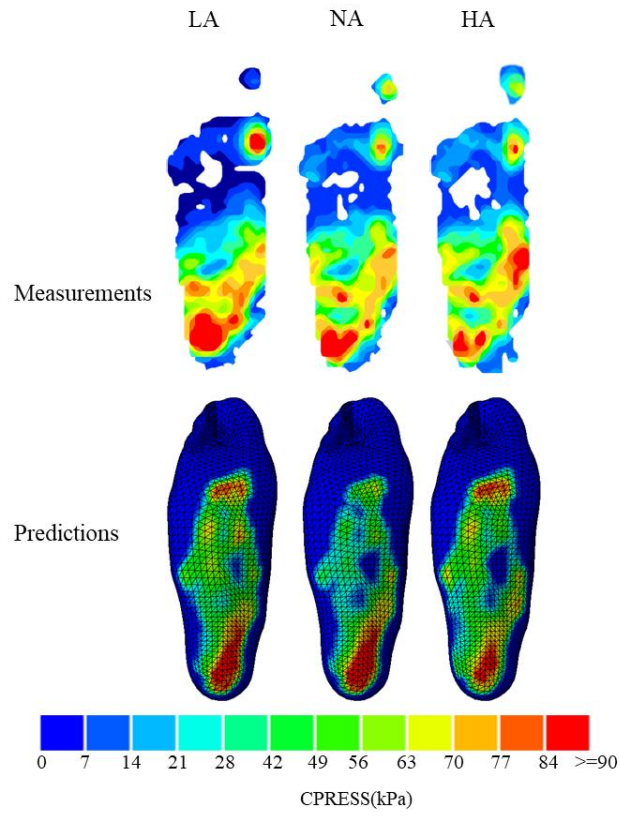 LA NA HA
Measurements
Predictions
0 7 14 21 28 42 49 56 63 70 77 84 >=90
CPRESS(kPa)